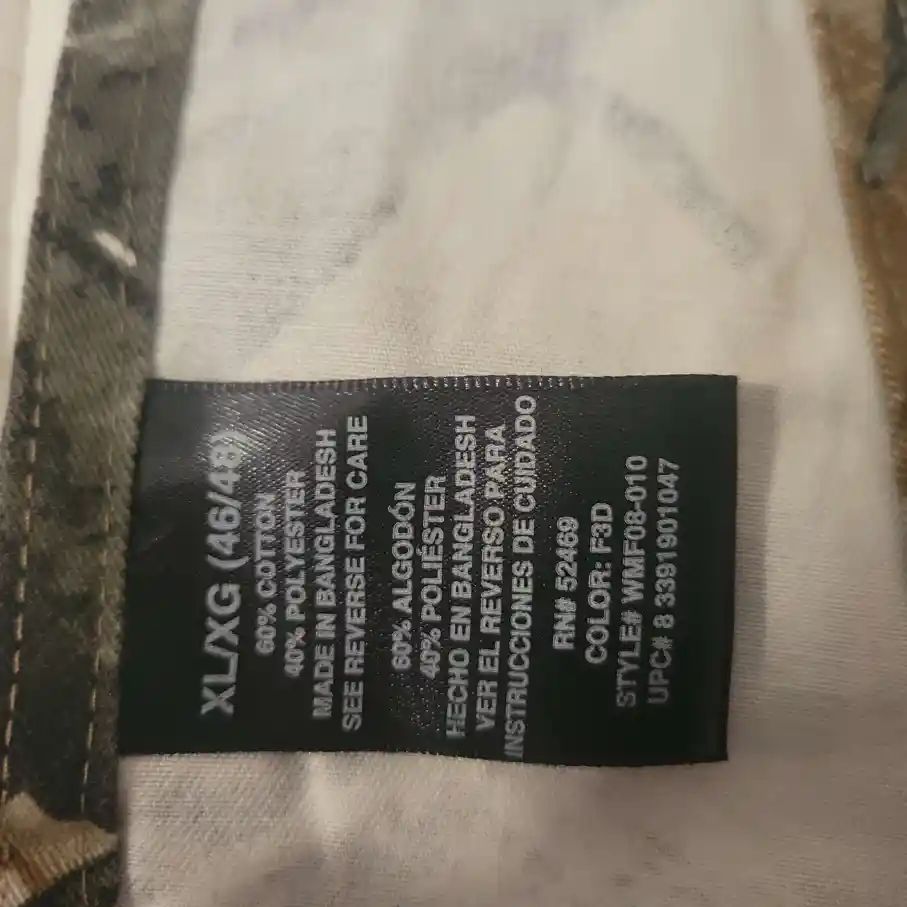 XL/XG (46/48)
60% COTTON
40% POLYESTER
MADE IN BANGLADESH
SEE REVERSE FOR CARE
60% ALGODÓN
40% POLIÉSTER
HECHO EN BANGLADESH
VER EL REVERSO PARA
INSTRUCCIONES DE CUIDADO
RN# 52469
COLOR: F3D
STYLE# WMF08-010
UPC# 8 3391901047